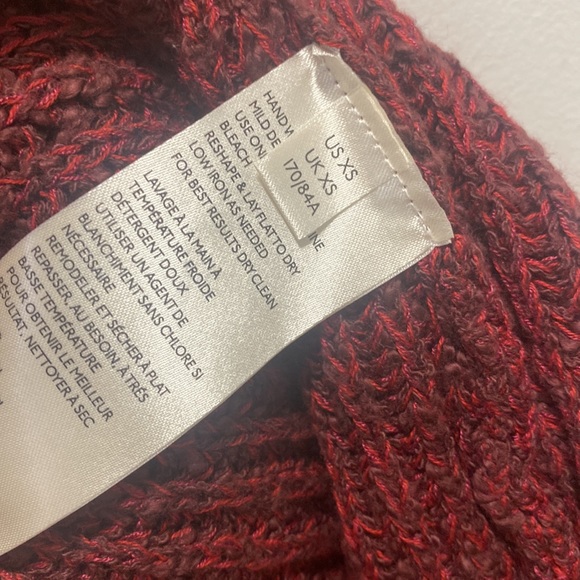 US XS
UK XS
170/84A
HAND
MILD DE
USE ON
BLEACH
RESHAPE & LAY FLAT TO DRY
LOW IRON AS NEEDED
FOR BEST RESULTS DRY CLEAN
LAVAGE À LA MAIN À
TEMPÉRATURE FROIDE
DÉTERGENT DOUX
UTILISER UN AGENT DE
BLANCHIMENT SANS CHLORE SI
NÉCESSAIRE
REMODELER ET SÉCHER À PLAT
REPASSER, AU BESOIN, À TRÈS
BASSE TEMPÉRATURE
POUR OBTENIR LE MEILLEUR
RÉSULTAT, NETTOYER À SEC